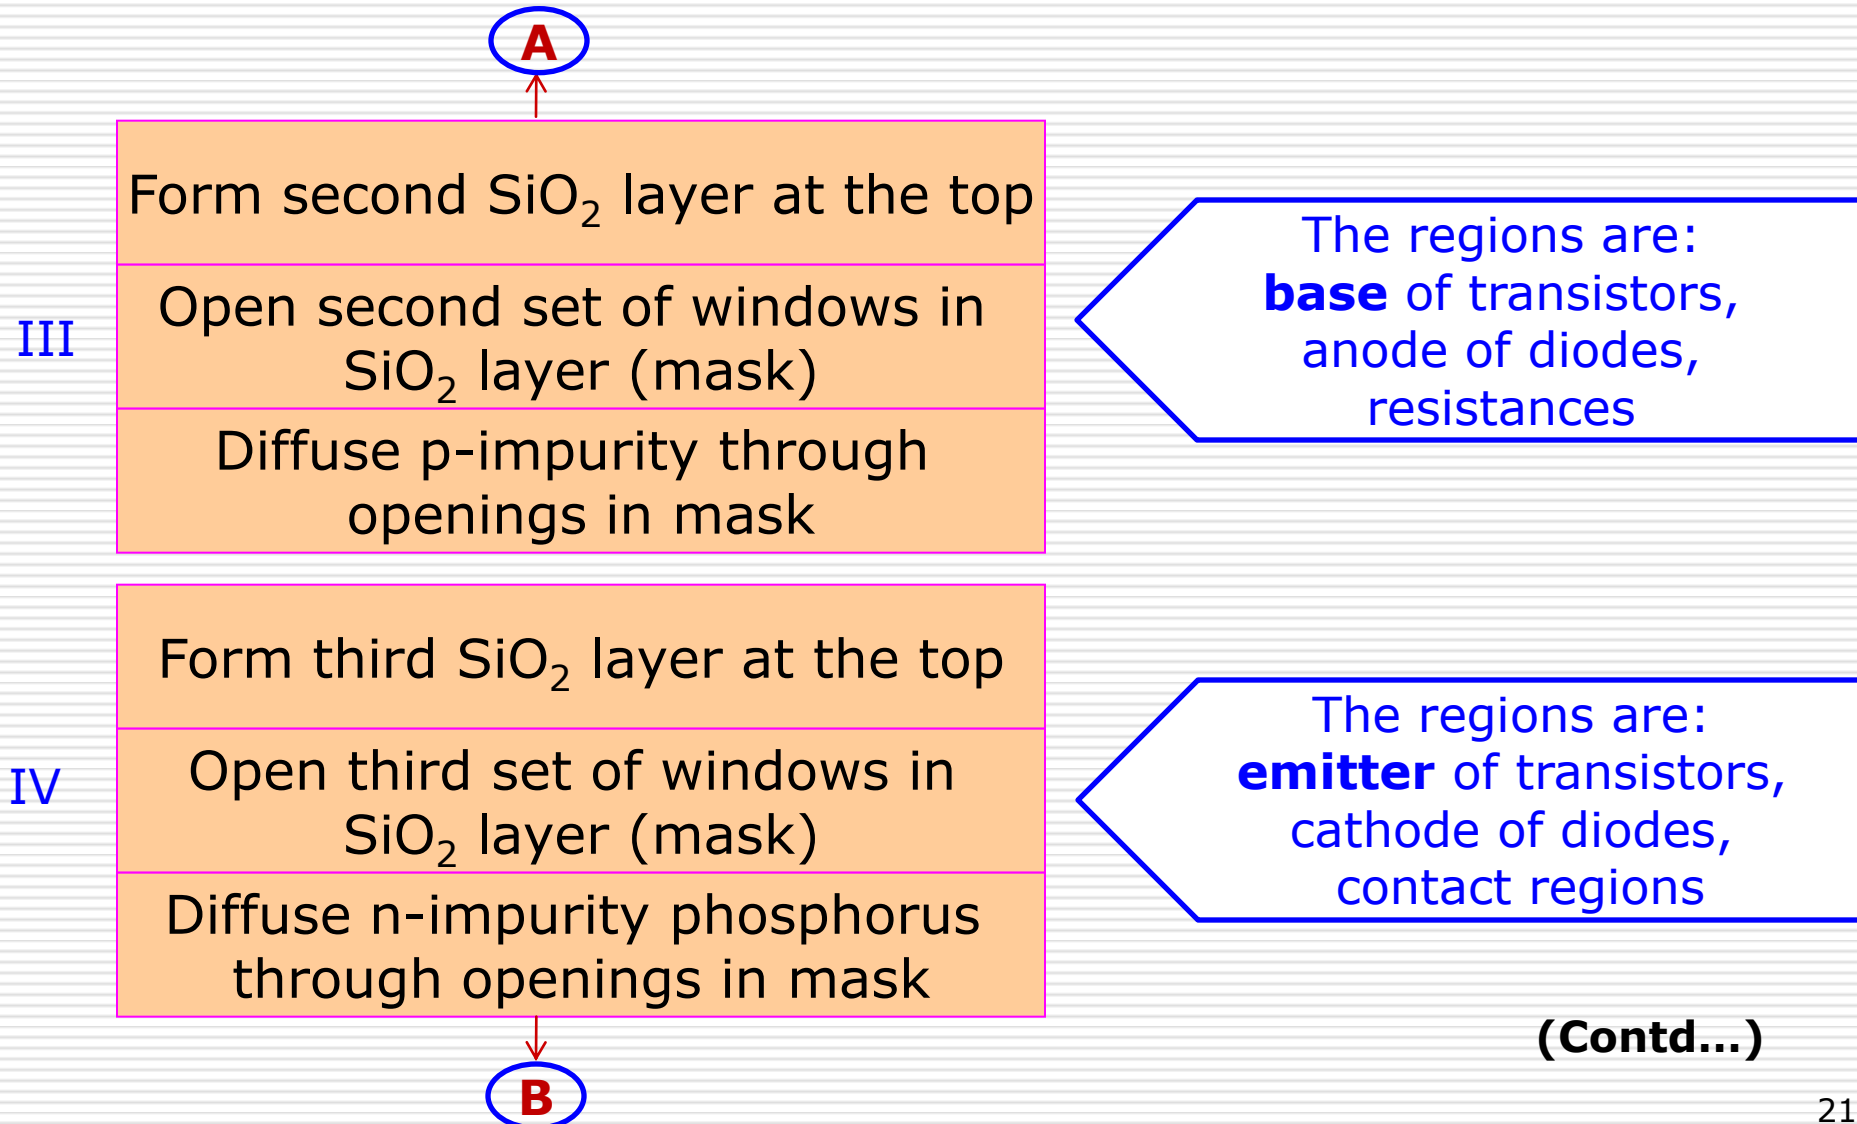 A
Form second SiO₂ layer at the top
III
Open second set of windows in
SiO₂ layer (mask)
Diffuse p-impurity through
openings in mask
The regions are:
base of transistors,
anode of diodes,
resistances
Form third SiO₂ layer at the top
IV
Open third set of windows in
SiO₂ layer (mask)
Diffuse n-impurity phosphorus
through openings in mask
The regions are:
emitter of transistors,
cathode of diodes,
contact regions
(Contd...)
B
21